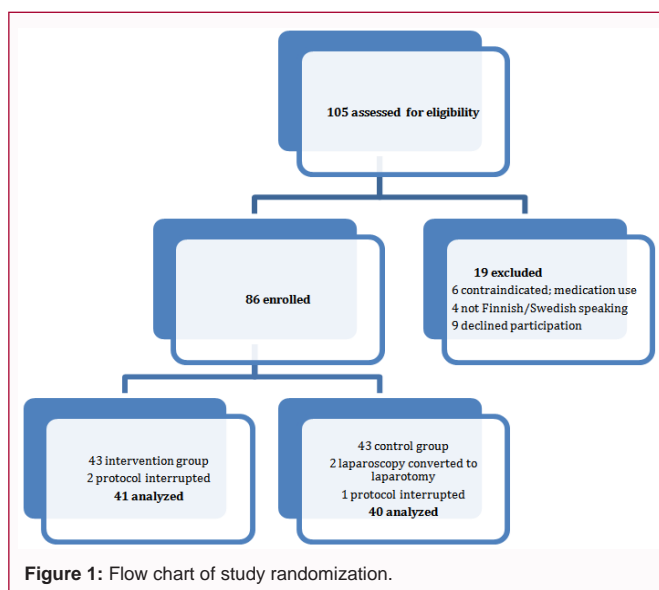 105 assessed for eligibility
86 enrolled
19 excluded
6 contraindicated; medication use
4 not Finnish/Swedish speaking
9 declined participation
43 intervention group
2 protocol interrupted
41 analyzed
43 control group
2 laparoscopy converted to
laparotomy
1 protocol interrupted
40 analyzed
Figure 1: Flow chart of study randomization.